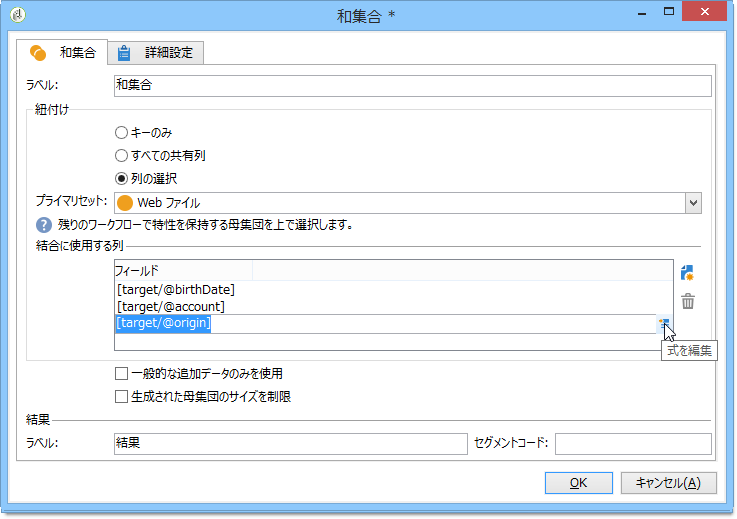 和集合 *
和集合 詳細設定
ラベル: 和集合
紐付け
キーのみ
すべての共有列
列の選択
プライマリセット: Web ファイル
? 残りのワークフローで特性を保持する母集団を上で選択します。
結合に使用する列
フィールド
[target/@birthDate]
[target/@account]
[target/@origin]
式を編集
一般的な追加データのみを使用
生成された母集団のサイズを制限
結果
ラベル: 結果 セグメントコード:
OK キャンセル(A)